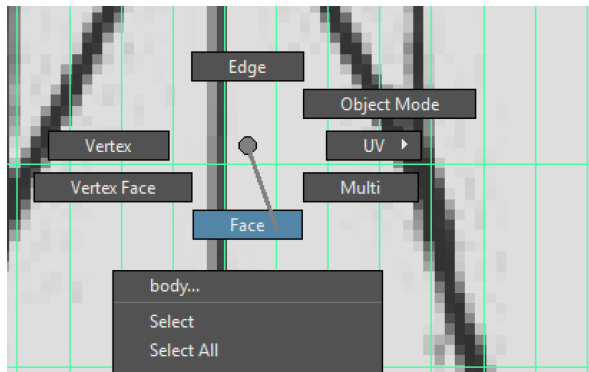 Edge
Object Mode
Vertex
UV
Vertex Face
Multi
Face
body...
Select
Select All